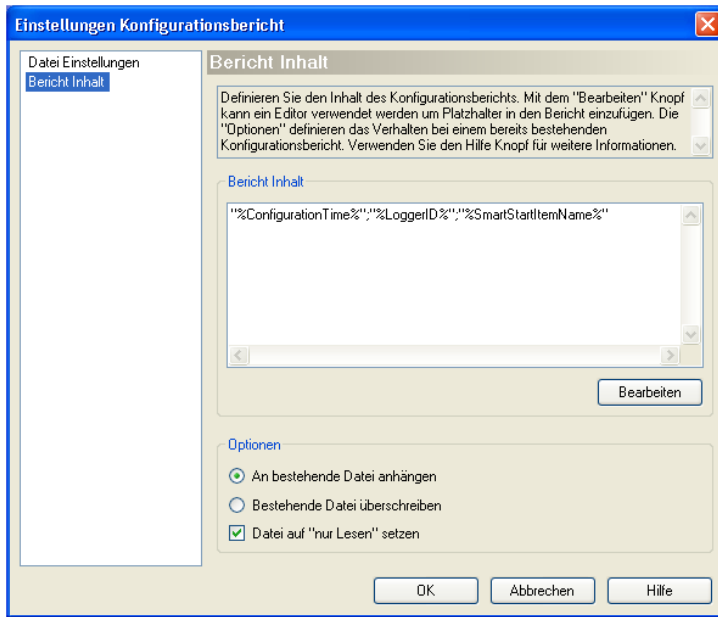 Einstellungen Konfigurationsbericht
Datei Einstellungen
Bericht Inhalt
Bericht Inhalt
Definieren Sie den Inhalt des Konfigurationsberichts. Mit dem "Bearbeiten" Knopf
kann ein Editor verwendet werden um Platzhalter in den Bericht einzufügen. Die
"Optionen" definieren das Verhalten bei einem bereits bestehenden
Konfigurationsbericht. Verwenden Sie den Hilfe Knopf für weitere Informationen.
Bericht Inhalt
"%ConfigurationTime%";"%LoggerID%";"%SmartStartItemName%"
Bearbeiten
Optionen
An bestehende Datei anhängen
Bestehende Datei überschreiben
Datei auf "nur Lesen" setzen
OK
Abbrechen
Hilfe